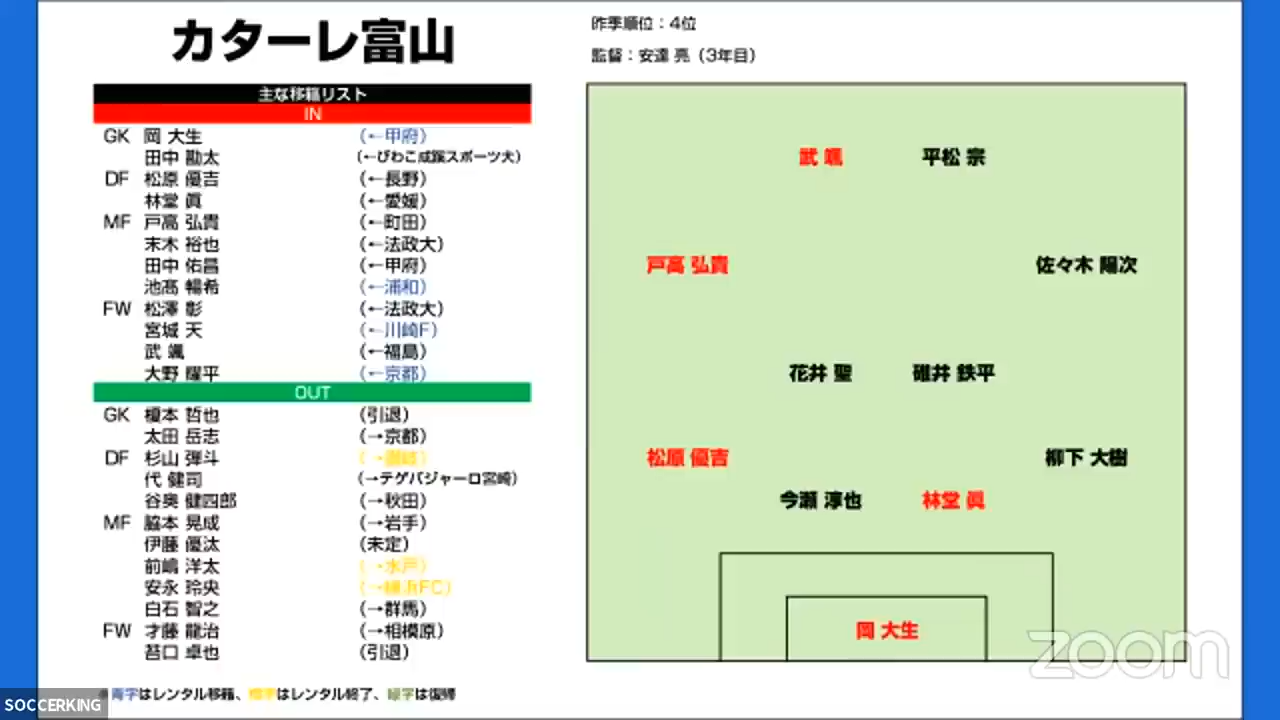 カターレ富山
昨季順位：4位
監督：安達 亮（3年目）
主な移籍リスト
IN
GK 岡 大生 （←甲府）
田中 勘太 （←びわこ成蹊スポーツ大）
DF 松原 優吉 （←長野）
林堂 眞 （←愛媛）
MF 戸高 弘貴 （←町田）
末木 裕也 （←法政大）
田中 佑昌 （←甲府）
池髙 暢希 （←浦和）
FW 松澤 彰 （←法政大）
宮城 天 （←川崎F）
武 颯 （←福島）
大野 耀平 （←京都）
OUT
GK 榎本 哲也 （引退）
太田 岳志 （→京都）
DF 杉山 弾斗 （→讃岐）
代 健司 （→テゲバジャーロ宮崎）
谷奥 健四郎 （→秋田）
MF 脇本 晃成 （→岩手）
伊藤 優汰 （未定）
前嶋 洋太 （→水戸）
安永 玲央 （→横浜FC）
白石 智之 （→群馬）
FW 才藤 龍治 （→相模原）
苔口 卓也 （引退）
※青字はレンタル移籍、橙字はレンタル終了、緑字は復帰
武 颯 平松 宗
戸高 弘貴 佐々木 陽次
花井 聖 碓井 鉄平
松原 優吉 柳下 大樹
今瀬 淳也 林堂 眞
岡 大生
zoom
SOCCERKING